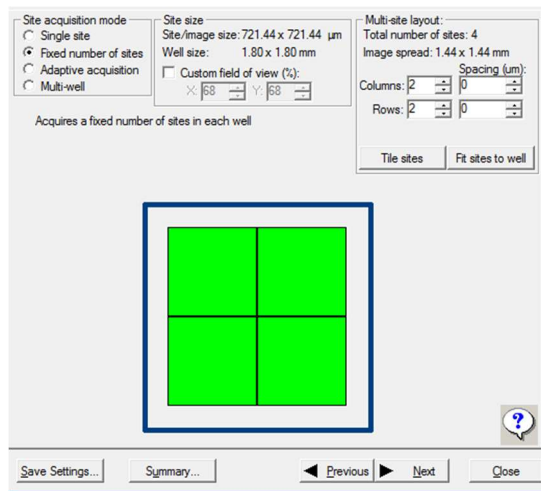 Site acquisition mode
Single site
Fixed number of sites
Adaptive acquisition
Multi-well
Site size
Site/image size: 721.44 x 721.44 µm
Well size: 1.80 x 1.80 mm
Custom field of view (%):
X: 68 Y: 68
Multi-site layout:
Total number of sites: 4
Image spread: 1.44 x 1.44 mm
Spacing (um):
Columns: 2 0
Rows: 2 0
Tile sites Fit sites to well
Acquires a fixed number of sites in each well
?
Save Settings... Summary... Previous Next Close